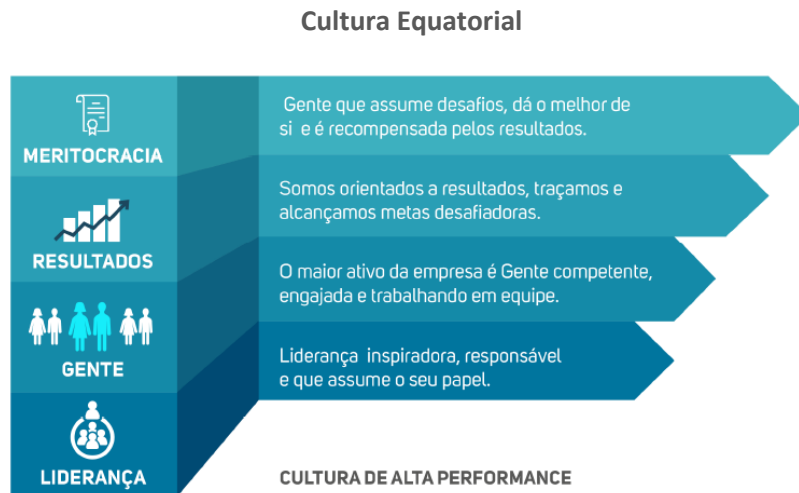 Cultura Equatorial
MERITOCRACIA
Gente que assume desafios, dá o melhor de
si e é recompensada pelos resultados.
RESULTADOS
Somos orientados a resultados, traçamos e
alcançamos metas desafiadoras.
GENTE
O maior ativo da empresa é Gente competente,
engajada e trabalhando em equipe.
LIDERANÇA
Liderança inspiradora, responsável
e que assume o seu papel.
CULTURA DE ALTA PERFORMANCE